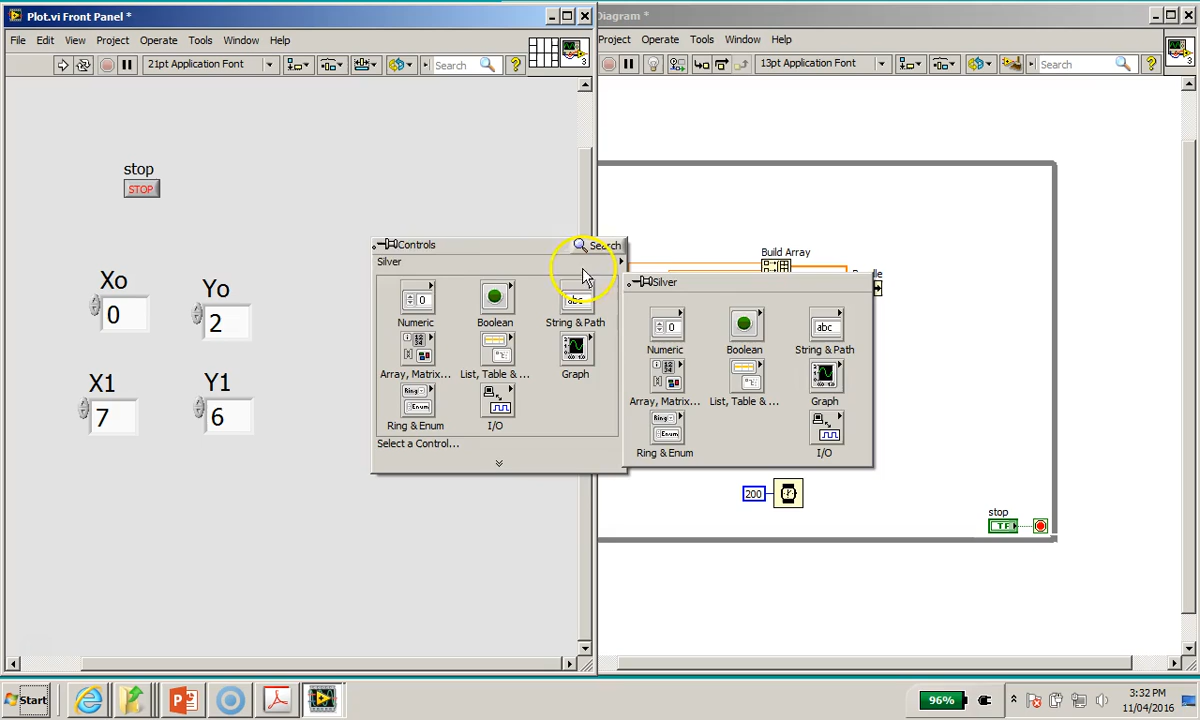 Plot.vi Front Panel *
File Edit View Project Operate Tools Window Help
21pt Application Font
Search
3
stop
STOP
Xo
0
Yo
2
X1
7
Y1
6
Diagram *
Project Operate Tools Window Help
13pt Application Font
Search
3
Build Array
200
stop
TF
Controls
Search
Silver
Numeric
Boolean
String & Path
Array, Matrix...
List, Table & ...
Graph
Ring & Enum
I/O
Select a Control...
Silver
Numeric
Boolean
String & Path
Array, Matrix...
List, Table & ...
Graph
Ring & Enum
I/O
Start
96%
3:32 PM
11/04/2016